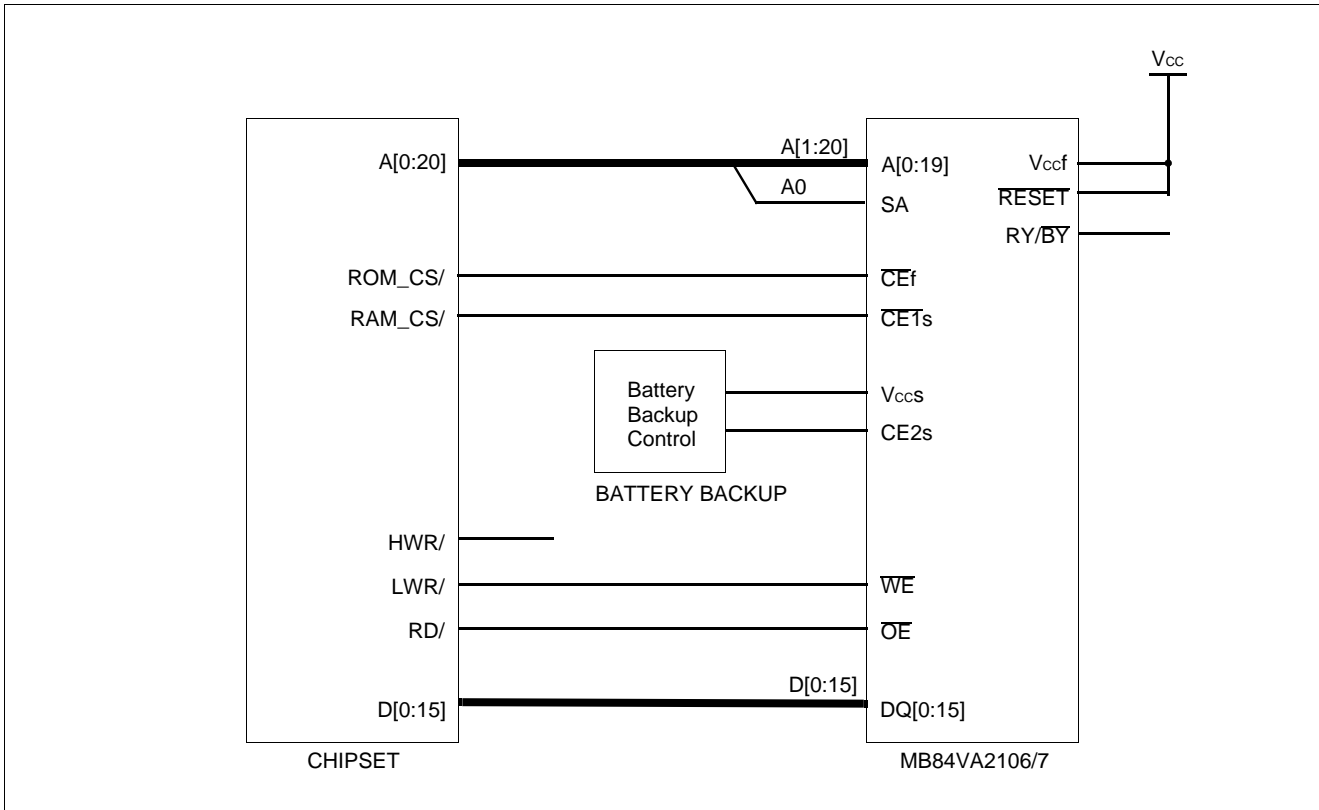 Vcc
A[0:20]
A[1:20]
A[0:19]
Vccf
A0
SA
RESET
RY/BY
ROM_CS/
CEf
RAM_CS/
CE1s
Battery
Backup
Control
Vccs
CE2s
BATTERY BACKUP
HWR/
LWR/
WE
RD/
OE
D[0:15]
D[0:15]
DQ[0:15]
CHIPSET
MB84VA2106/7